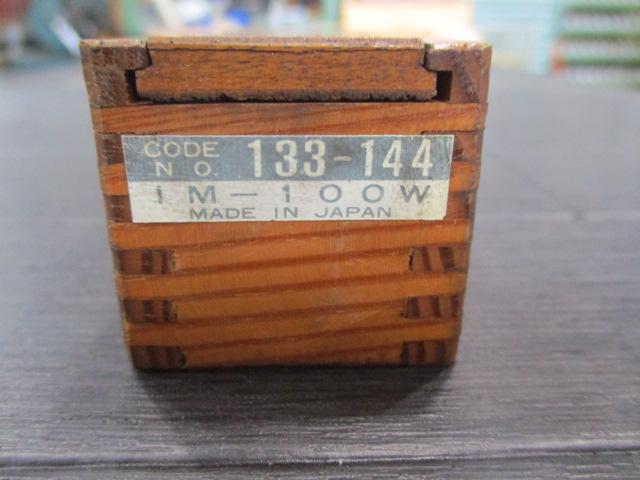 CODE NO. 133-144
IM-100W
MADE IN JAPAN